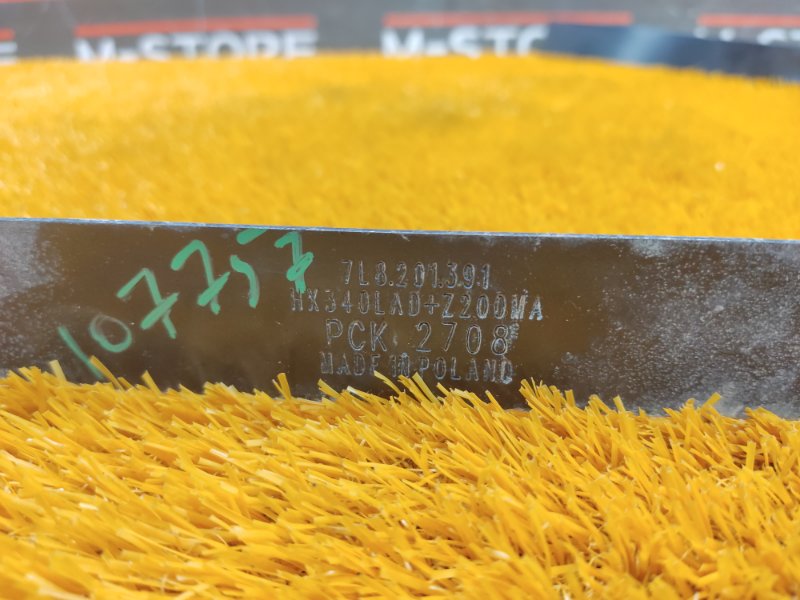 M-STORE
M-STO
107757
7L8.201.391
HX340LAD+Z200MA
PCK 2708
MADE IN POLAND